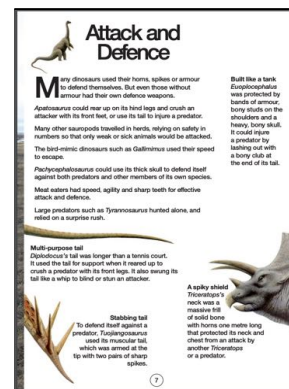 Attack and
Defence
Many dinosaurs used their horns, spikes or armour
to defend themselves. But even those without
armour had their own defence weapons.
Apatosaurus could rear up on its hind legs and crush an
attacker with its front feet, or use its tail to injure a predator.
Many other sauropods travelled in herds, relying on safety in
numbers so that only weak or sick animals would be attacked.
The bird-mimic dinosaurs such as Gallimimus used their speed
to escape.
Pachycephalosaurus could use its thick skull to defend itself
against both predators and other members of its own species.
Meat eaters had speed, agility and sharp teeth for effective
attack and defence.
Large predators such as Tyrannosaurus hunted alone, and
relied on a surprise rush.
Built like a tank
Euoplocephalus
was protected by
bands of armour,
bony studs on the
shoulders and a
heavy, bony skull.
It could injure
a predator by
lashing out with
a bony club at
the end of its tail.
Multi-purpose tail
Diplodocus's tail was longer than a tennis court.
It used the tail for support when it reared up to
crush a predator with its front legs. It also swung its
tail like a whip to blind or stun an attacker.
Stabbing tail
To defend itself against a
predator, Tuojiangosaurus
used its muscular tail,
which was armed at the
tip with two pairs of sharp
spikes.
A spiky shield
Triceratops's
neck was a
massive frill
of solid bone
with horns one metre long
that protected its neck and
chest from an attack by
another Triceratops
or a predator.
7